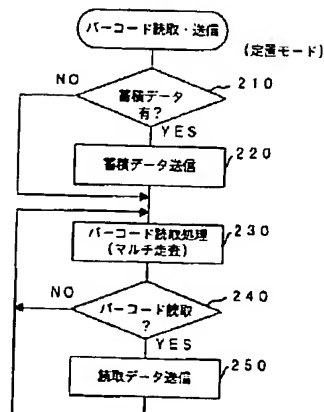 バーコード読取・送信
(定置モード)
NO
210
蓄積データ
有?
YES
蓄積データ送信
220
バーコード読取処理
(マルチ走査)
230
NO
240
バーコード読取
?
YES
250
読取データ送信